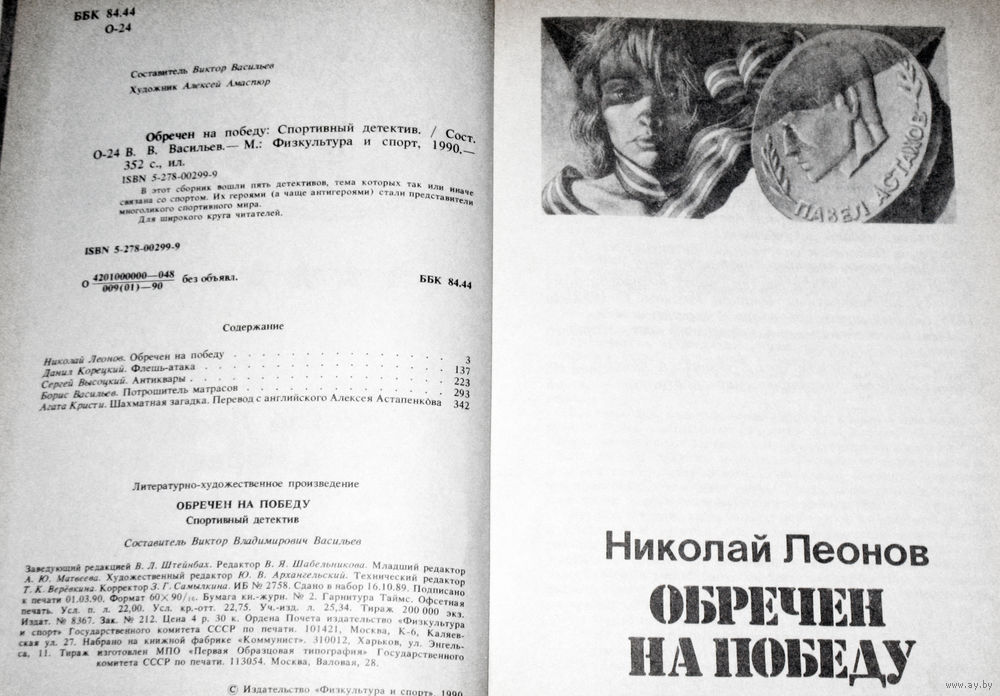 ББК 84.44
О-24
Составитель Виктор Васильев
Художник Алексей Амаспюр
Обречен на победу: Спортивный детектив. / Сост.
О-24 В. В. Васильев.— М.: Физкультура и спорт, 1990.—
352 с., ил.
ISBN 5-278-00299-9
В этот сборник вошли пять детективов, тема которых так или иначе
связана со спортом. Их героями (а чаще антигероями) стали представители
многоликого спортивного мира.
Для широкого круга читателей.
ISBN 5-278-00299-9
О 4201000000—048
009(01)—90 без объявл.
ББК 84.44
Содержание
Николай Леонов. Обречен на победу . . . . . . . . . . 3
Данил Корецкий. Флешь-атака . . . . . . . . . . 137
Сергей Высоцкий. Антиквары . . . . . . . . . . 223
Борис Васильев. Потрошитель матрасов . . . . . . . . . . 293
Агата Кристи. Шахматная загадка. Перевод с английского Алексея Астапенкова 342
Литературно-художественное произведение
ОБРЕЧЕН НА ПОБЕДУ
Спортивный детектив
Составитель Виктор Владимирович Васильев
Заведующий редакцией В. Л. Штейнбах. Редактор В. Я. Шабельникова. Младший редактор
А. Ю. Матвеева. Художественный редактор Ю. В. Архангельский. Технический редактор
Т. К. Верёвкина. Корректор З. Г. Самылкина. ИБ № 2758. Сдано в набор 16.10.89. Подписано
к печати 01.03.90. Формат 60×90/16. Бумага кн.-журн. № 2. Гарнитура Таймс. Офсетная
печать. Усл. п. л. 22,00. Усл. кр.-отт. 22,75. Уч.-изд. л. 25,34. Тираж 200 000 экз.
Издат. № 8367. Зак. № 212. Цена 4 р. 30 к. Ордена Почета издательство «Физкультура
и спорт» Государственного комитета СССР по печати. 101421, Москва, К-6, Каляев-
ская ул. 27. Набрано на книжной фабрике «Коммунист». 310012, Харьков, ул. Энгель-
са, 11. Тираж изготовлен МПО «Первая Образцовая типография» Государственного
комитета СССР по печати. 113054. Москва, Валовая, 28.
© Издательство «Физкультура и спорт», 1990
ПАВЕЛ АСТАХОВ
Николай Леонов
ОБРЕЧЕН
НА ПОБЕДУ
www.ay.by